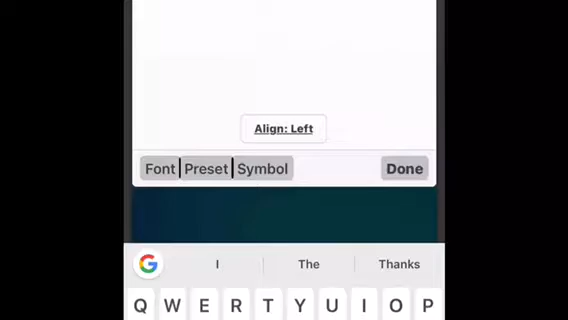 Align: Left
Font Preset Symbol Done
I The Thanks
Q W E R T Y U I O P